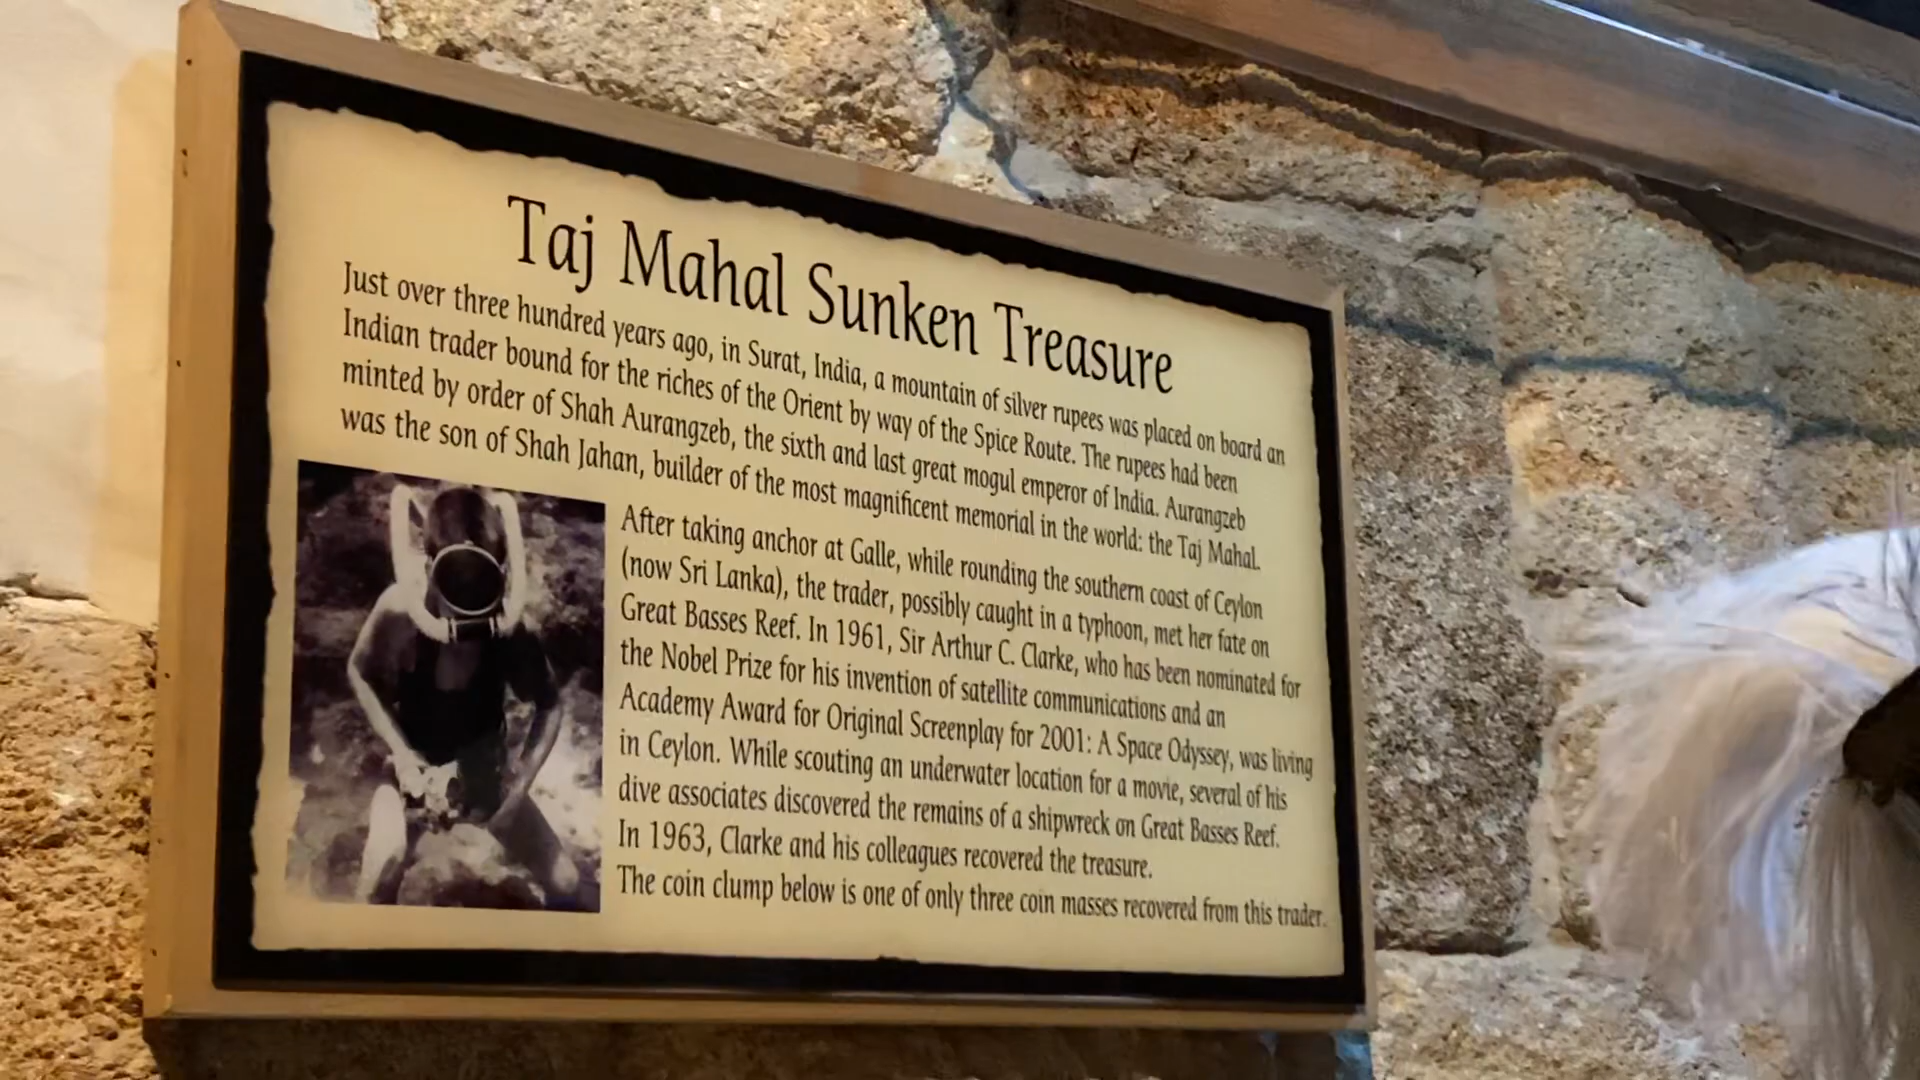 Taj Mahal Sunken Treasure
Just over three hundred years ago, in Surat, India, a mountain of silver rupees was placed on board an
Indian trader bound for the riches of the Orient by way of the Spice Route. The rupees had been
minted by order of Shah Aurangzeb, the sixth and last great mogul emperor of India. Aurangzeb
was the son of Shah Jahan, builder of the most magnificent memorial in the world: the Taj Mahal.
After taking anchor at Galle, while rounding the southern coast of Ceylon
(now Sri Lanka), the trader, possibly caught in a typhoon, met her fate on
Great Basses Reef. In 1961, Sir Arthur C. Clarke, who has been nominated for
the Nobel Prize for his invention of satellite communications and an
Academy Award for Original Screenplay for 2001: A Space Odyssey, was living
in Ceylon. While scouting an underwater location for a movie, several of his
dive associates discovered the remains of a shipwreck on Great Basses Reef.
In 1963, Clarke and his colleagues recovered the treasure.
The coin clump below is one of only three coin masses recovered from this trader.